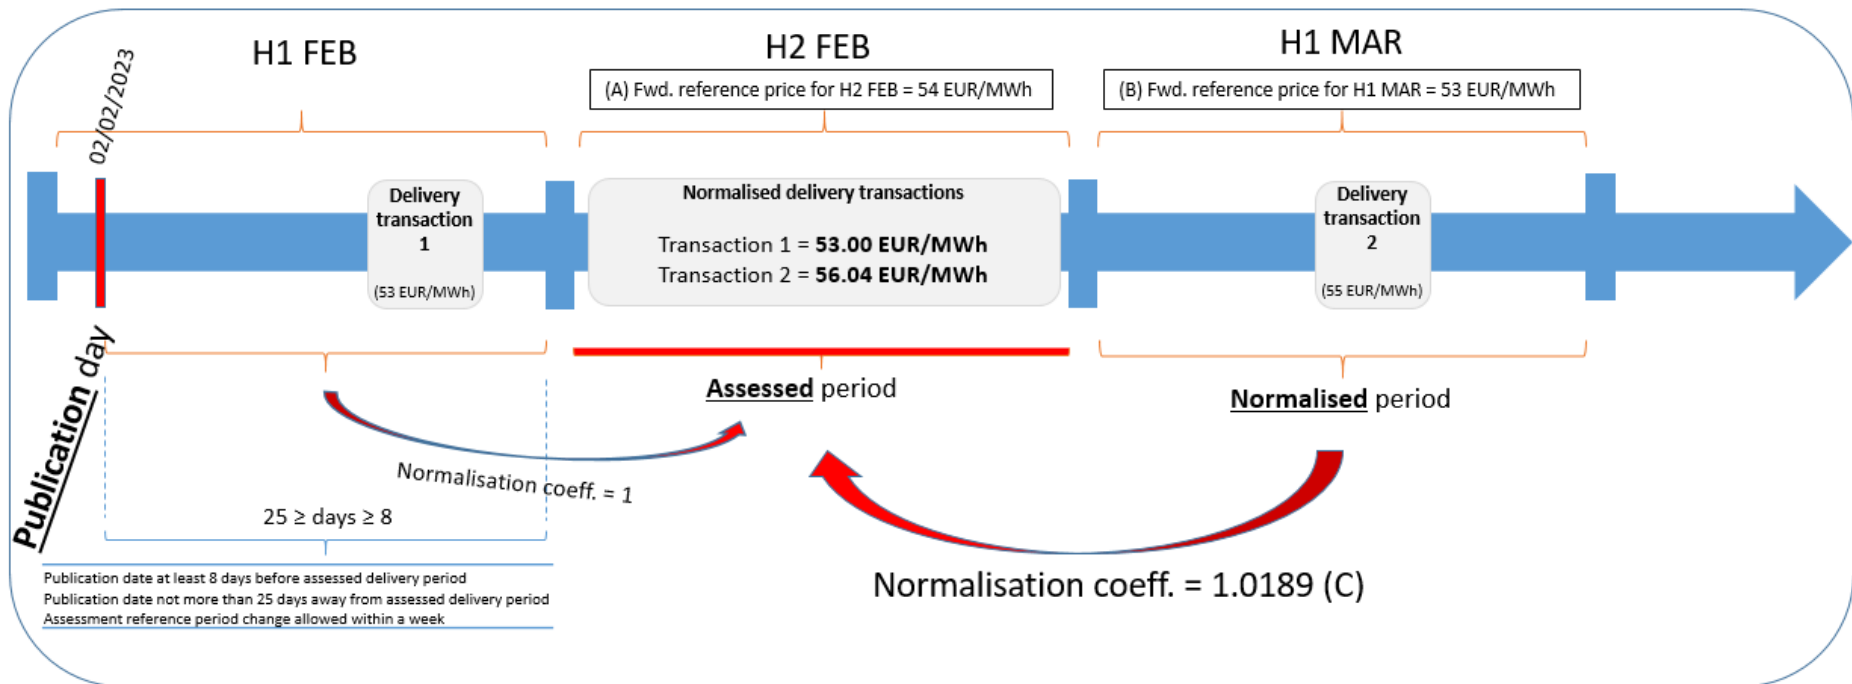 H1 FEB
H2 FEB
H1 MAR
02/02/2023
(A) Fwd. reference price for H2 FEB = 54 EUR/MWh
(B) Fwd. reference price for H1 MAR = 53 EUR/MWh
Delivery
transaction
1
(53 EUR/MWh)
Normalised delivery transactions
Transaction 1 = 53.00 EUR/MWh
Transaction 2 = 56.04 EUR/MWh
Delivery
transaction
2
(55 EUR/MWh)
Publication day
Assessed period
Normalised period
Normalisation coeff. = 1
25 ≥ days ≥ 8
Normalisation coeff. = 1.0189 (C)
Publication date at least 8 days before assessed delivery period
Publication date not more than 25 days away from assessed delivery period
Assessment reference period change allowed within a week